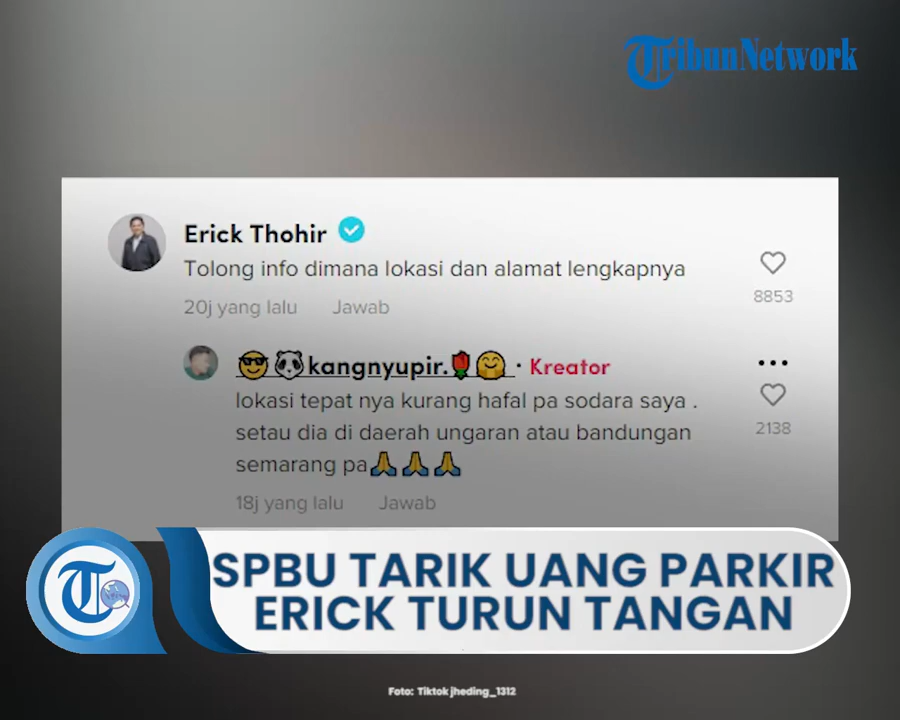 TribunNetwork
Erick Thohir
Tolong info dimana lokasi dan alamat lengkapnya
8853
20j yang lalu Jawab
😎🐼kangnyupir.🌹🤗 · Kreator
lokasi tepat nya kurang hafal pa sodara saya .
setau dia di daerah ungaran atau bandungan
2138
semarang pa🙏🙏🙏
18j yang lalu Jawab
T
SPBU TARIK UANG PARKIR
ERICK TURUN TANGAN
Foto: Tiktok jheding_1312